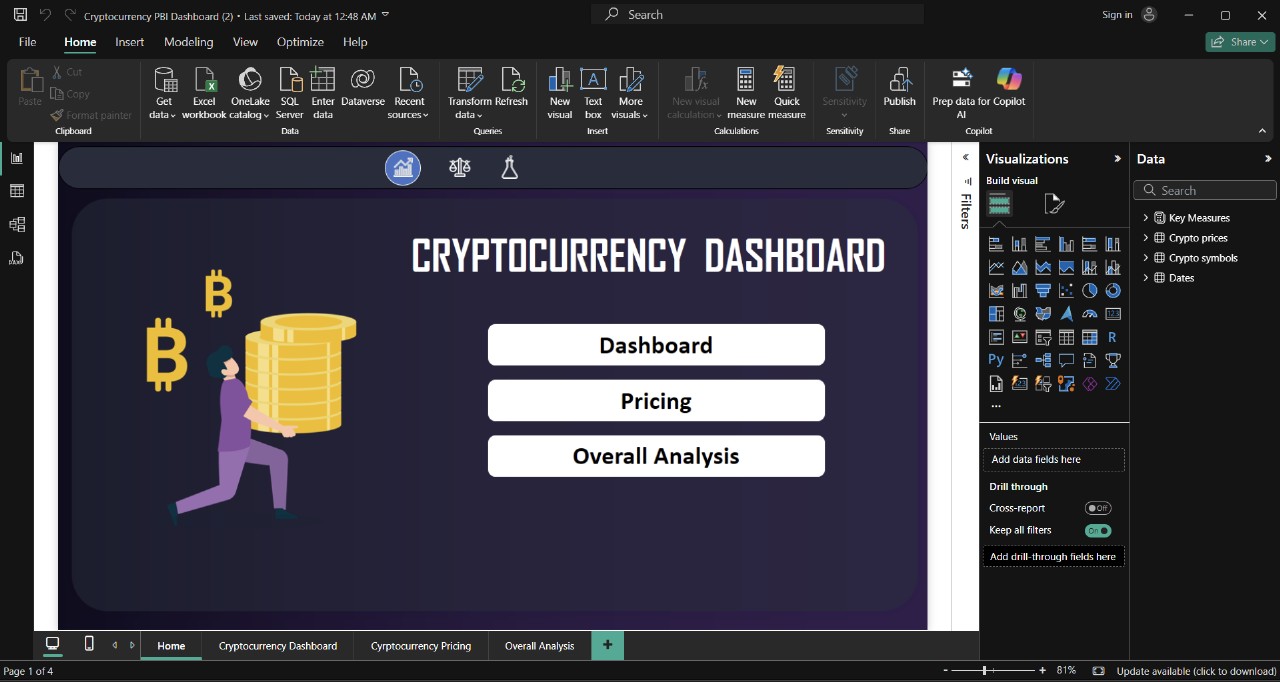 Cryptocurrency PBI Dashboard (2) • Last saved: Today at 12:48 AM
Search
Sign in
File
Home
Insert
Modeling
View
Optimize
Help
Share
Paste
Cut
Copy
Format painter
Clipboard
Get data
Excel workbook
OneLake catalog
SQL Server
Enter data
Dataverse
Recent sources
Data
Transform data
Refresh
Queries
New visual
Text box
More visuals
Insert
New visual calculation
New measure
Quick measure
Calculations
Sensitivity
Sensitivity
Publish
Share
Prep data for AI
Copilot
Copilot
CRYPTOCURRENCY DASHBOARD
Dashboard
Pricing
Overall Analysis
Filters
Visualizations
Build visual
123
R
Py
Values
Add data fields here
Drill through
Cross-report
Off
Keep all filters
On
Add drill-through fields here
Data
Search
Key Measures
Crypto prices
Crypto symbols
Dates
Home
Cryptocurrency Dashboard
Cyrptocurrency Pricing
Overall Analysis
+
Page 1 of 4
- + 81%
Update available (click to download)